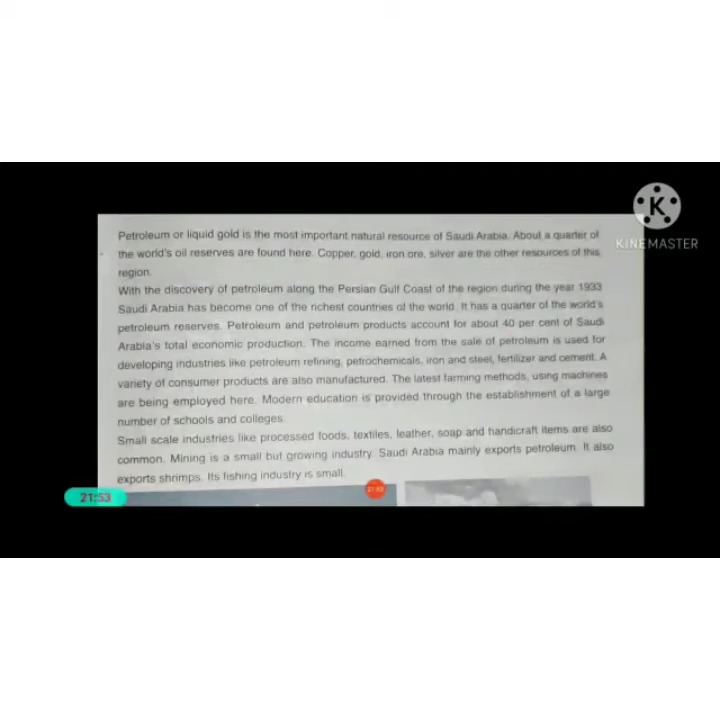 Petroleum or liquid gold is the most important natural resource of Saudi Arabia. About a quarter of
the world's oil reserves are found here. Copper, gold, iron ore, silver are the other resources of this
region.
With the discovery of petroleum along the Persian Gulf Coast of the region during the year 1933
Saudi Arabia has become one of the richest countries of the world. It has a quarter of the world's
petroleum reserves. Petroleum and petroleum products account for about 40 per cent of Saudi
Arabia's total economic production. The income earned from the sale of petroleum is used for
developing industries like petroleum refining, petrochemicals, iron and steel, fertilizer and cement. A
variety of consumer products are also manufactured. The latest farming methods, using machines
are being employed here. Modern education is provided through the establishment of a large
number of schools and colleges.
Small scale industries like processed foods, textiles, leather, soap and handicraft items are also
common. Mining is a small but growing industry. Saudi Arabia mainly exports petroleum. It also
exports shrimps. Its fishing industry is small.
K
KINEMASTER
21:53
21:53